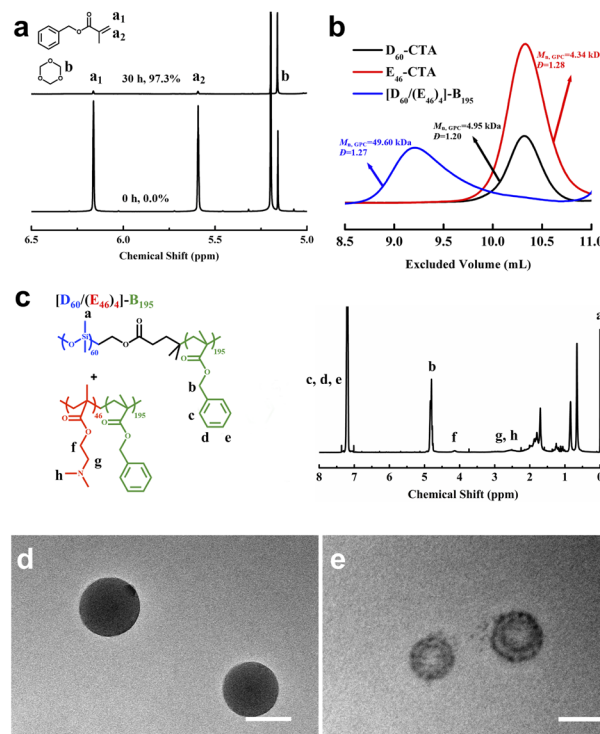 a
a₁
a₂
b
a₁
30 h, 97.3%
a₂
b
0 h, 0.0%
6.5 6.0 5.5 5.0
Chemical Shift (ppm)
b
D₆₀-CTA
E₄₆-CTA
[D₆₀/(E₄₆)₄]-B₁₉₅
Mn, GPC=4.34 kDa
Đ=1.28
Mn, GPC=4.95 kDa
Đ=1.20
Mn, GPC=49.60 kDa
Đ=1.27
8.5 9.0 10.0 10.5 11.0
Excluded Volume (mL)
c
[D₆₀/(E₄₆)₄]-B₁₉₅
a
O Si 60 O O 195
O O
b
c
d e
+
46 195
O O O O
f
g
h N
a
c, d, e
b
f
g, h
8 7 6 5 4 3 2 1 0
Chemical Shift (ppm)
d
e